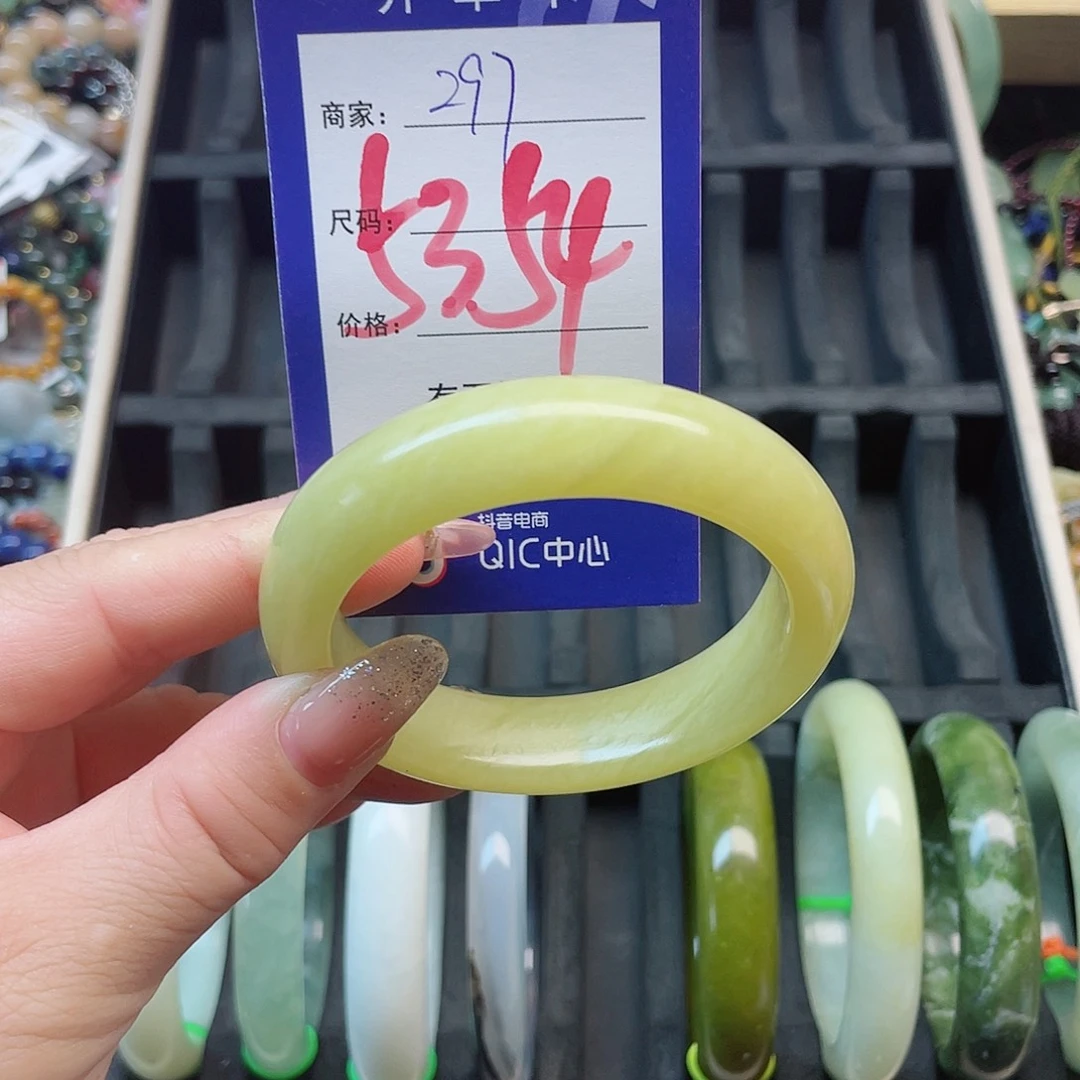 商家: 297
尺码: 53.54
价格:
抖音电商
QIC中心